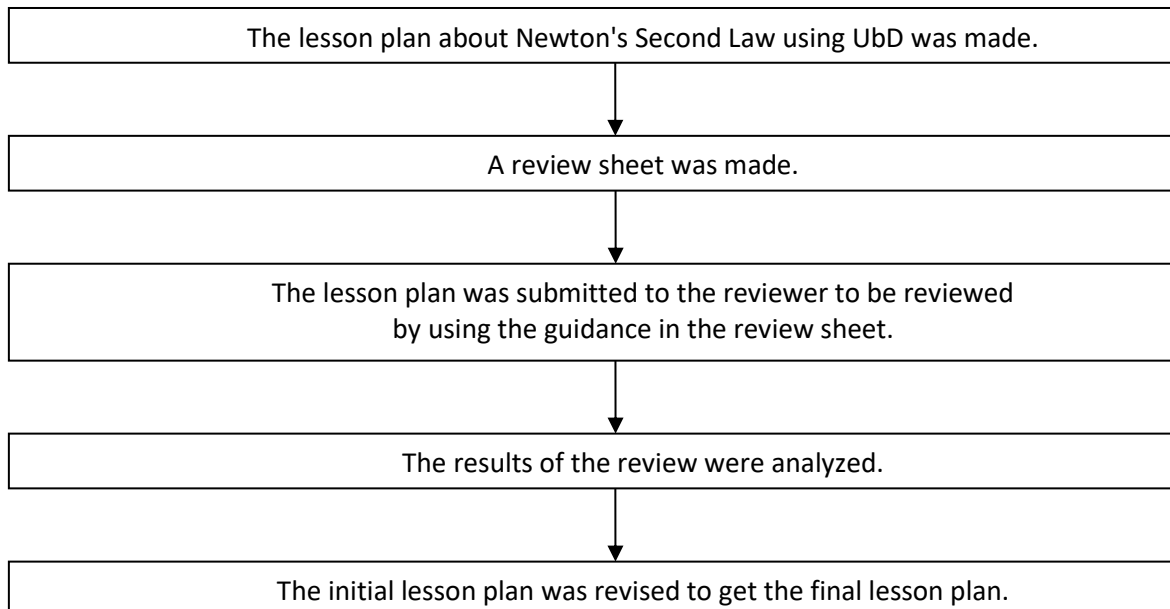 The lesson plan about Newton's Second Law using UbD was made.
A review sheet was made.
The lesson plan was submitted to the reviewer to be reviewed
by using the guidance in the review sheet.
The results of the review were analyzed.
The initial lesson plan was revised to get the final lesson plan.